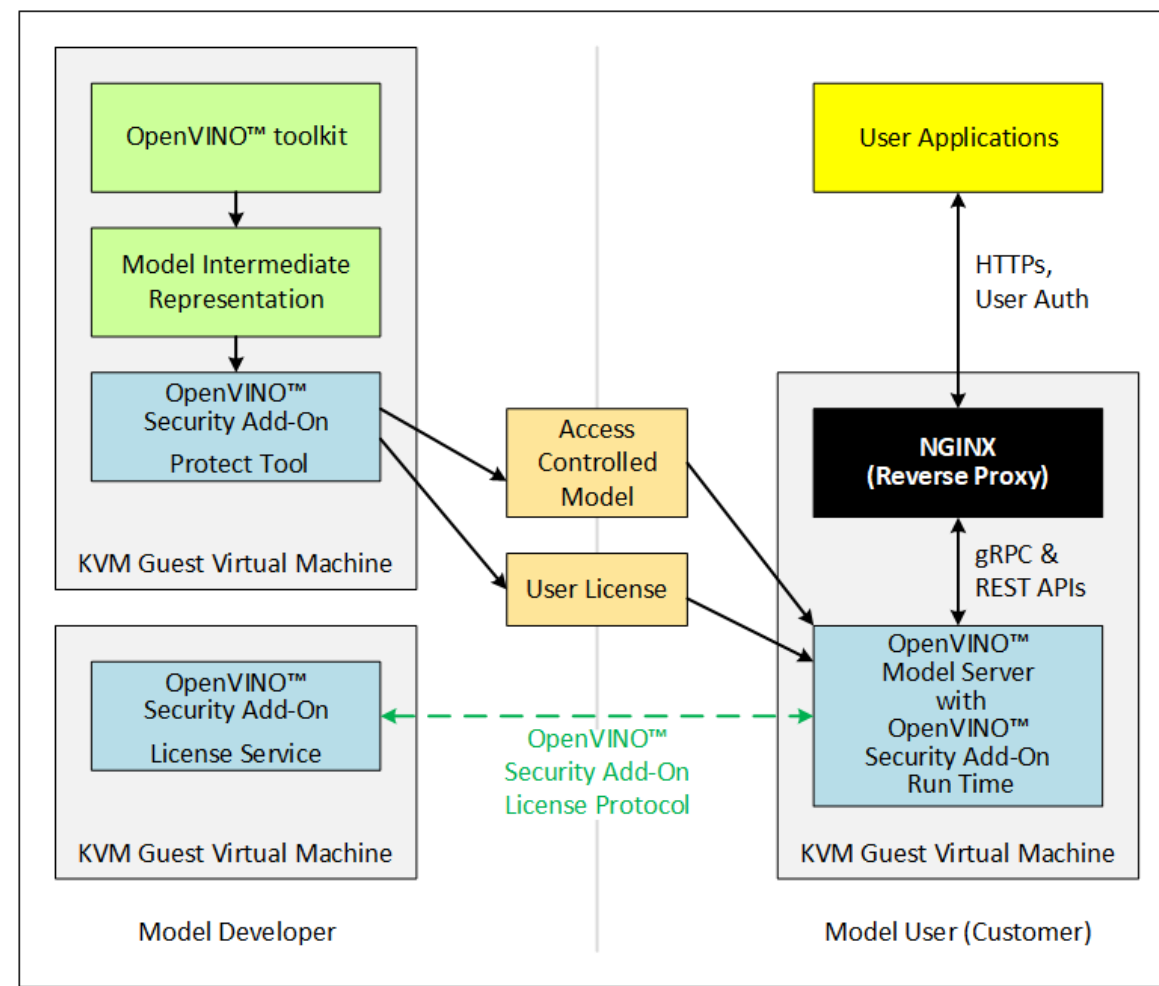 OpenVINO™ toolkit
Model Intermediate
Representation
OpenVINO™
Security Add-On
Protect Tool
KVM Guest Virtual Machine
OpenVINO™
Security Add-On
License Service
KVM Guest Virtual Machine
Model Developer
Access
Controlled
Model
User License
OpenVINO™
Security Add-On
License Protocol
User Applications
HTTPs,
User Auth
NGINX
(Reverse Proxy)
gRPC &
REST APIs
OpenVINO™
Model Server
with
OpenVINO™
Security Add-On
Run Time
KVM Guest Virtual Machine
Model User (Customer)